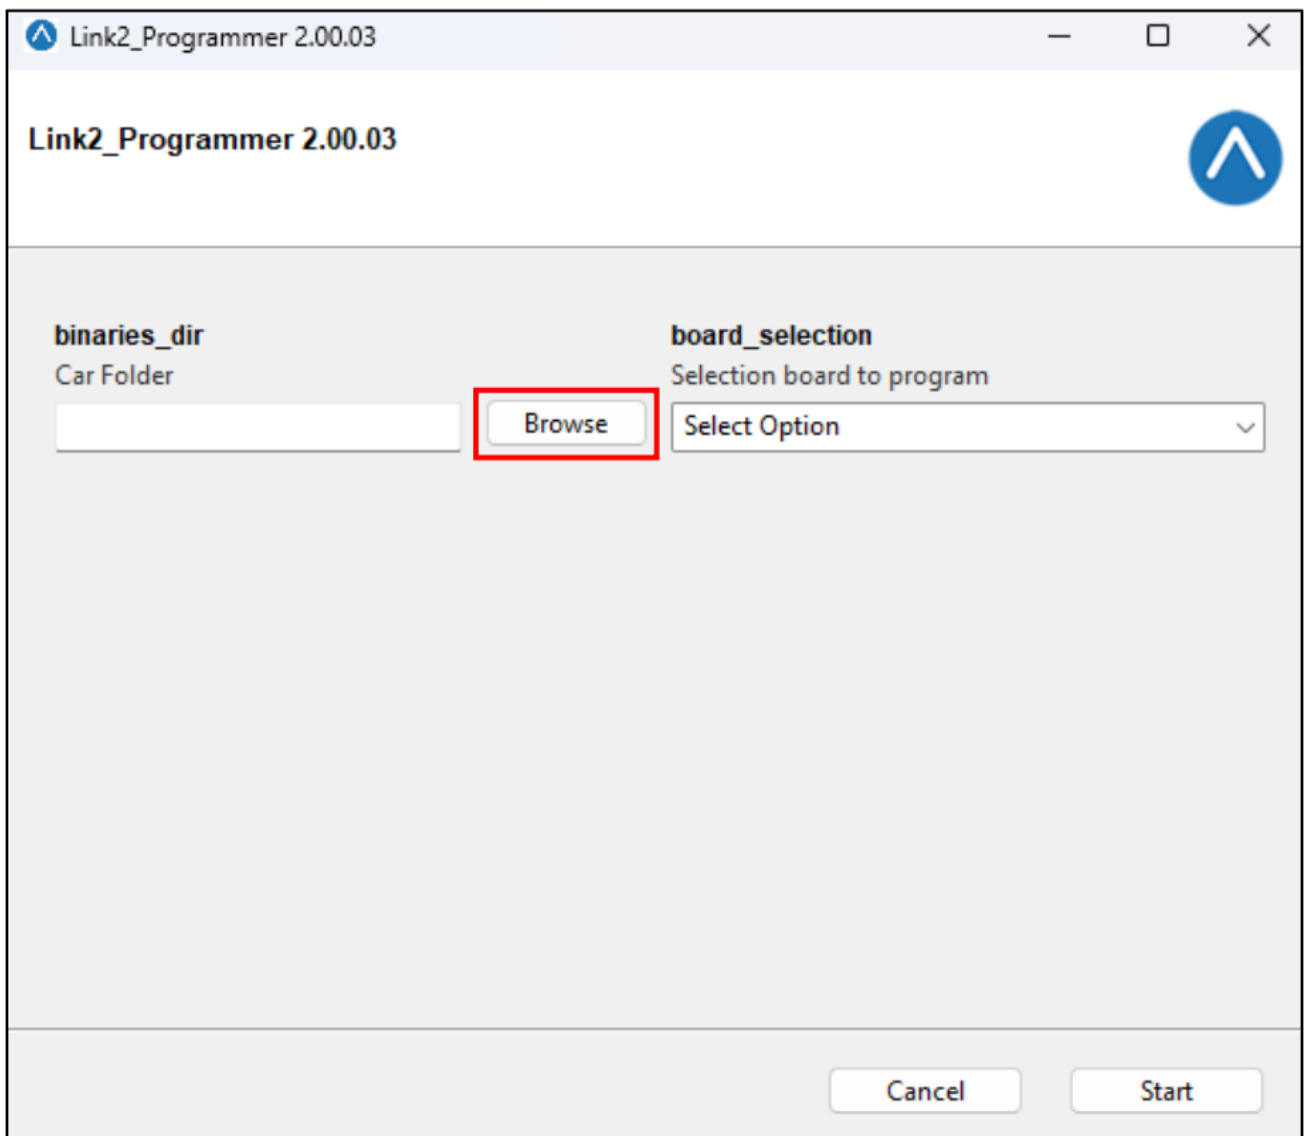 Link2_Programmer 2.00.03
Link2_Programmer 2.00.03
binaries_dir
Car Folder
Browse
board_selection
Selection board to program
Select Option
Cancel
Start